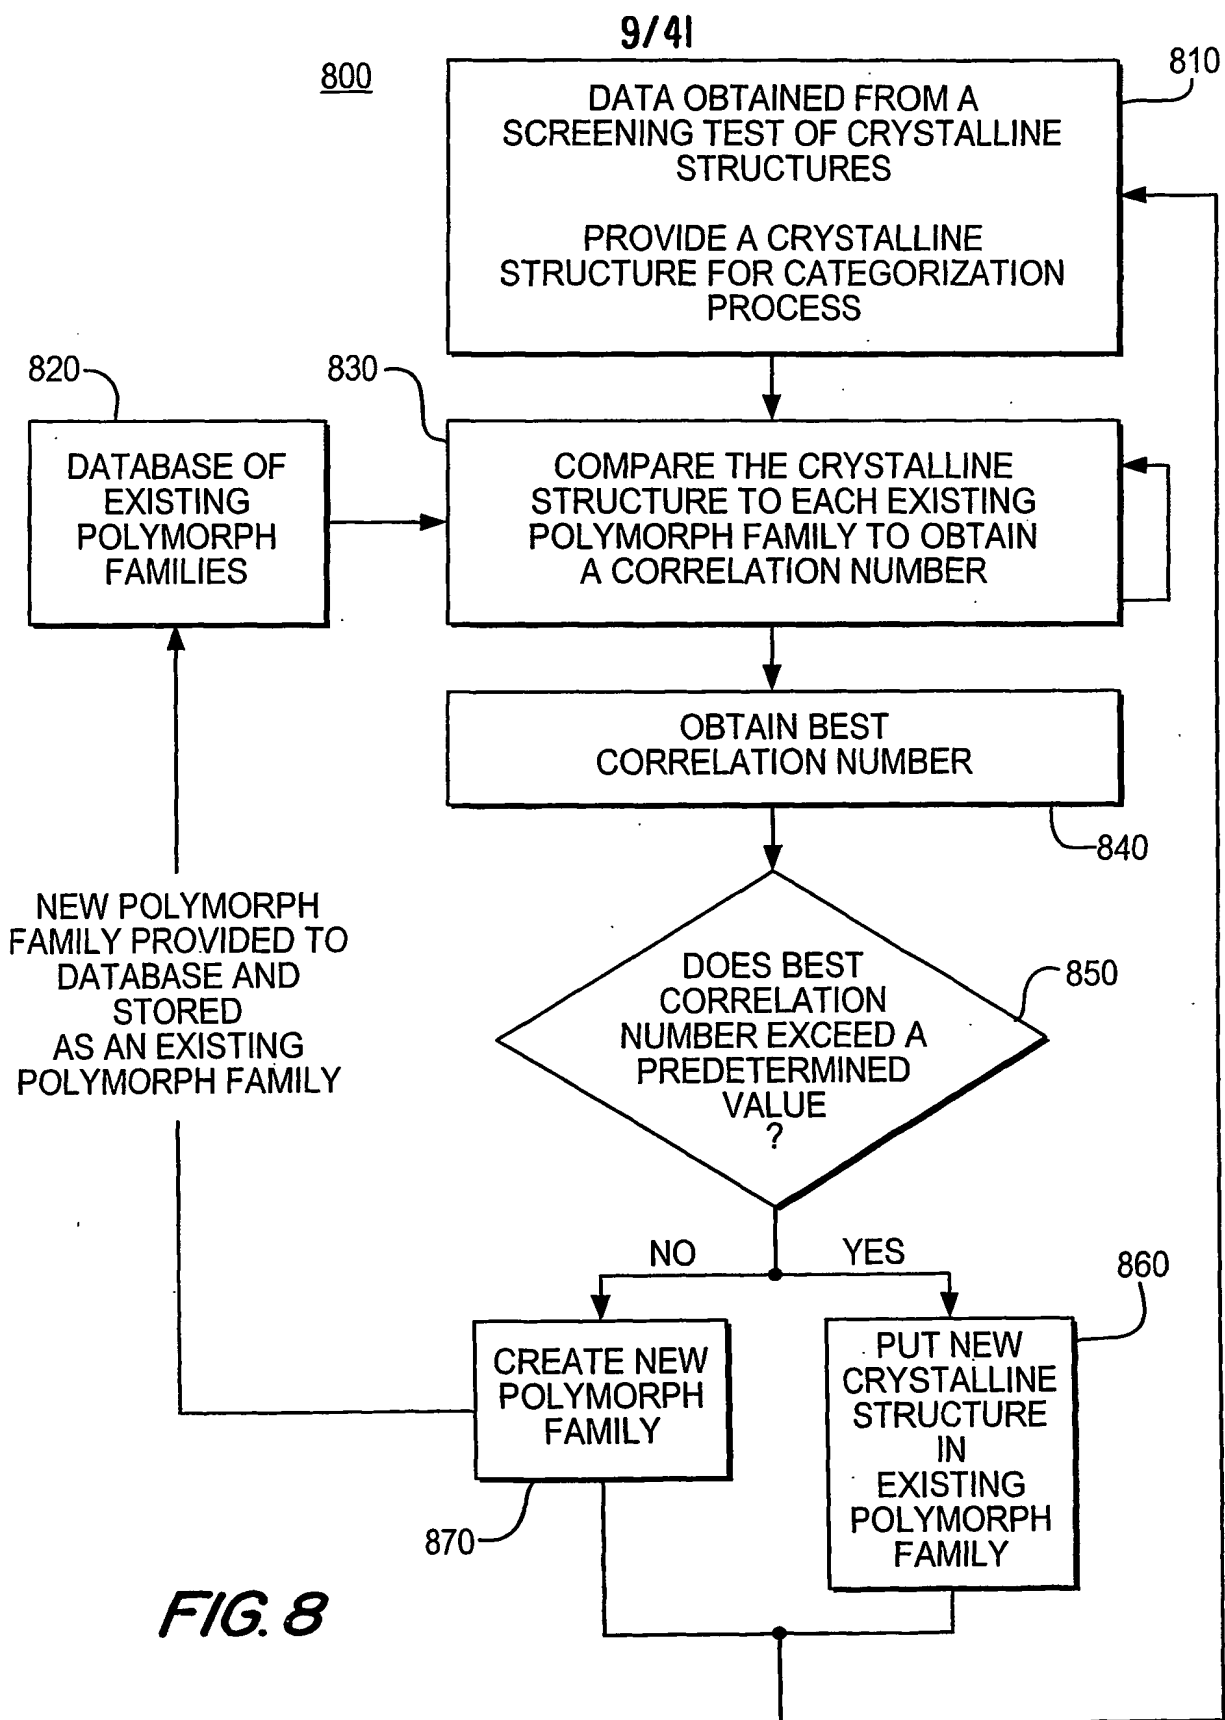 9/41
800
810
DATA OBTAINED FROM A
SCREENING TEST OF CRYSTALLINE
STRUCTURES
PROVIDE A CRYSTALLINE
STRUCTURE FOR CATEGORIZATION
PROCESS
820
830
DATABASE OF
EXISTING
POLYMORPH
FAMILIES
COMPARE THE CRYSTALLINE
STRUCTURE TO EACH EXISTING
POLYMORPH FAMILY TO OBTAIN
A CORRELATION NUMBER
OBTAIN BEST
CORRELATION NUMBER
840
NEW POLYMORPH
FAMILY PROVIDED TO
DATABASE AND
STORED
AS AN EXISTING
POLYMORPH FAMILY
DOES BEST
CORRELATION
NUMBER EXCEED A
PREDETERMINED
VALUE
?
850
NO
YES
860
CREATE NEW
POLYMORPH
FAMILY
870
PUT NEW
CRYSTALLINE
STRUCTURE
IN
EXISTING
POLYMORPH
FAMILY
FIG. 8